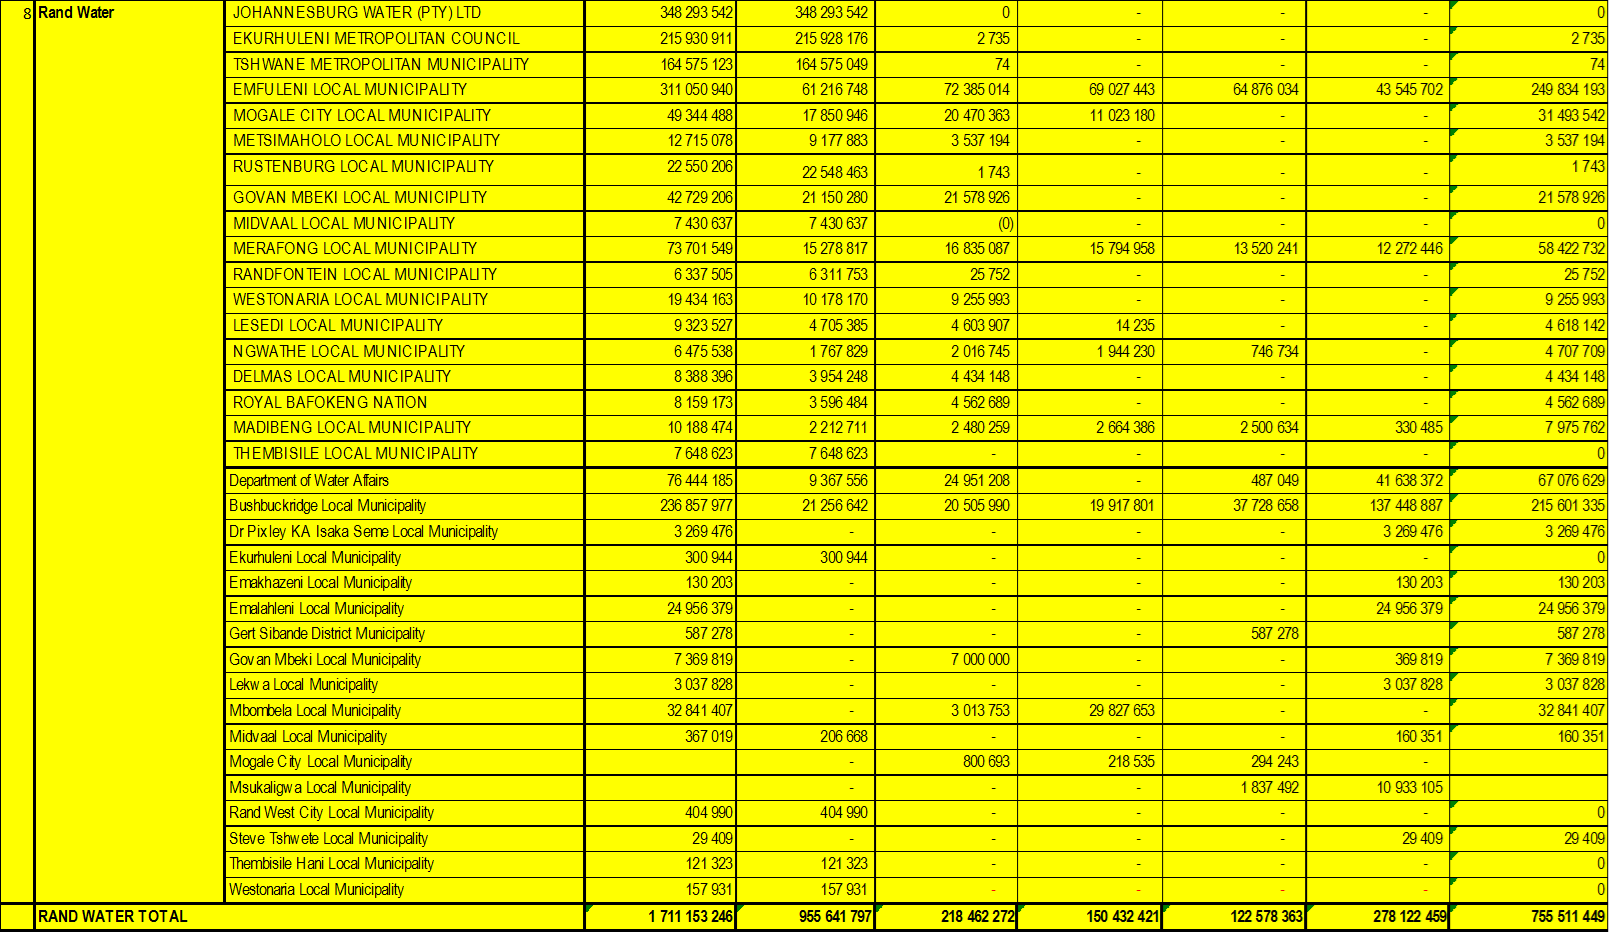 8 Rand Water JOHANNESBURG WATER (PTY) LTD 348 293 542 348 293 542 0 - - - 0
EKURHULENI METROPOLITAN COUNCIL 215 930 911 215 928 176 2 735 - - - 2 735
TSHWANE METROPOLITAN MUNICIPALITY 164 575 123 164 575 049 74 - - - 74
EMFULENI LOCAL MUNICIPALITY 311 050 940 61 216 748 72 385 014 69 027 443 64 876 034 43 545 702 249 834 193
MOGALE CITY LOCAL MUNICIPALITY 49 344 488 17 850 946 20 470 363 11 023 180 - - 31 493 542
METSIMAHOLO LOCAL MUNICIPALITY 12 715 078 9 177 883 3 537 194 - - - 3 537 194
RUSTENBURG LOCAL MUNICIPALITY 22 550 206 22 548 463 1 743 - - - 1 743
GOVAN MBEKI LOCAL MUNICIPLITY 42 729 206 21 150 280 21 578 926 - - - 21 578 926
MIDVAAL LOCAL MUNICIPALITY 7 430 637 7 430 637 (0) - - - 0
MERAFONG LOCAL MUNICIPALITY 73 701 549 15 278 817 16 835 087 15 794 958 13 520 241 12 272 446 58 422 732
RANDFONTEIN LOCAL MUNICIPALITY 6 337 505 6 311 753 25 752 - - - 25 752
WESTONARIA LOCAL MUNICIPALITY 19 434 163 10 178 170 9 255 993 - - - 9 255 993
LESEDI LOCAL MUNICIPALITY 9 323 527 4 705 385 4 603 907 14 235 - - 4 618 142
NGWATHE LOCAL MUNICIPALITY 6 475 538 1 767 829 2 016 745 1 944 230 746 734 - 4 707 709
DELMAS LOCAL MUNICIPALITY 8 388 396 3 954 248 4 434 148 - - - 4 434 148
ROYAL BAFOKENG NATION 8 159 173 3 596 484 4 562 689 - - - 4 562 689
MADIBENG LOCAL MUNICIPALITY 10 188 474 2 212 711 2 480 259 2 664 386 2 500 634 330 485 7 975 762
THEMBISILE LOCAL MUNICIPALITY 7 648 623 7 648 623 - - - - 0
Department of Water Affairs 76 444 185 9 367 556 24 951 208 - 487 049 41 638 372 67 076 629
Bushbuckridge Local Municipality 236 857 977 21 256 642 20 505 990 19 917 801 37 728 658 137 448 887 215 601 335
Dr Pixley KA Isaka Seme Local Municipality 3 269 476 - - - - 3 269 476 3 269 476
Ekurhuleni Local Municipality 300 944 300 944 - - - - 0
Emakhazeni Local Municipality 130 203 - - - - 130 203 130 203
Emalahleni Local Municipality 24 956 379 - - - - 24 956 379 24 956 379
Gert Sibande District Municipality 587 278 - - - 587 278 587 278
Govan Mbeki Local Municipality 7 369 819 - 7 000 000 - - 369 819 7 369 819
Lekwa Local Municipality 3 037 828 - - - - 3 037 828 3 037 828
Mbombela Local Municipality 32 841 407 - 3 013 753 29 827 653 - - 32 841 407
Midvaal Local Municipality 367 019 206 668 - - - 160 351 160 351
Mogale City Local Municipality - 800 693 218 535 294 243 -
Msukaligwa Local Municipality - - - 1 837 492 10 933 105
Rand West City Local Municipality 404 990 404 990 - - - - 0
Steve Tshwete Local Municipality 29 409 - - - - 29 409 29 409
Thembisile Hani Local Municipality 121 323 121 323 - - - - 0
Westonaria Local Municipality 157 931 157 931 - - - - 0
RAND WATER TOTAL 1 711 153 246 955 641 797 218 462 272 150 432 421 122 578 363 278 122 459 755 511 449